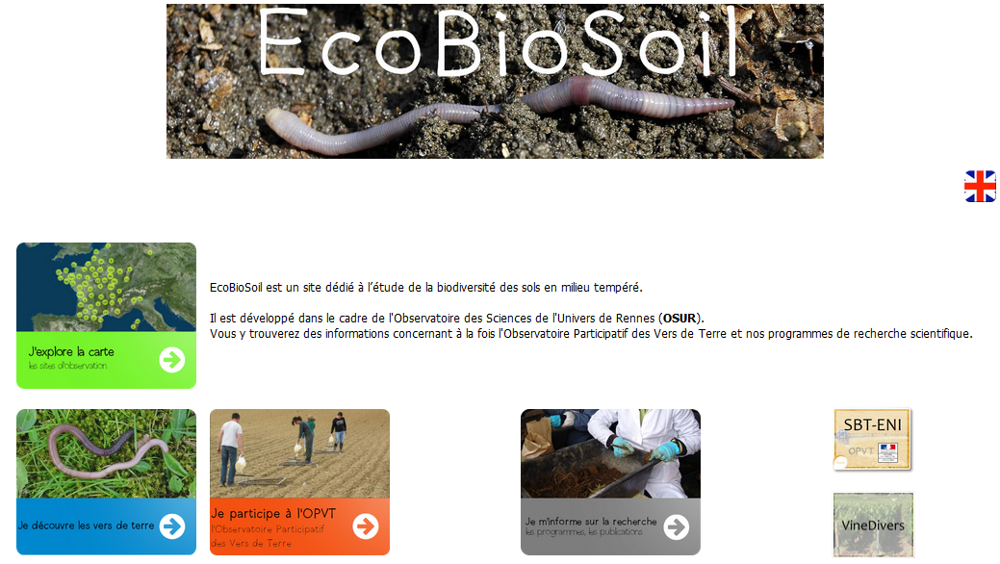 EcoBioSoil
EcoBioSoil est un site dédié à l'étude de la biodiversité des sols en milieu tempéré.
Il est développé dans le cadre de l'Observatoire des Sciences de l'Univers de Rennes (OSUR).
Vous y trouverez des informations concernant à la fois l'Observatoire Participatif des Vers de Terre et nos programmes de recherche scientifique.
J'explore la carte
les sites d'observation
Je découvre les vers de terre
Je participe à l'OPVT
l'Observatoire Participatif
des Vers de Terre
Je m'informe sur la recherche
les programmes, les publications
SBT-ENI
OPVT
VineDivers